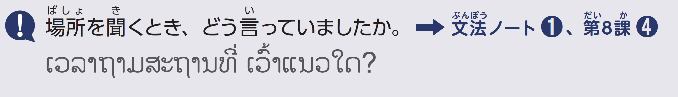 場所を聞くとき、どう言っていましたか。 ➡ 文法ノート❶、第8課❹
ເວລາຖາມສະຖານທີ່ ເວົ້າແນວໃດ?